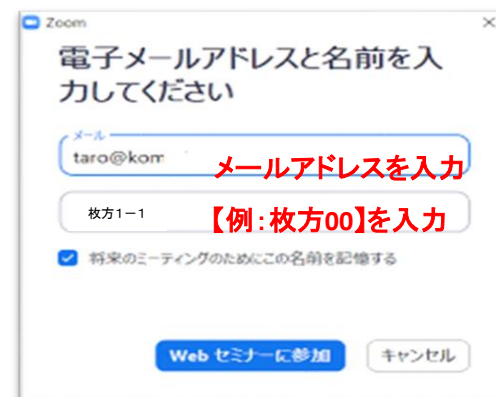 Zoom
電子メールアドレスと名前を入
力してください
メール
taro@kom
メールアドレスを入力
枚方1－1
【例：枚方00】を入力
将来のミーティングのためにこの名前を記憶する
Web セミナーに参加 キャンセル